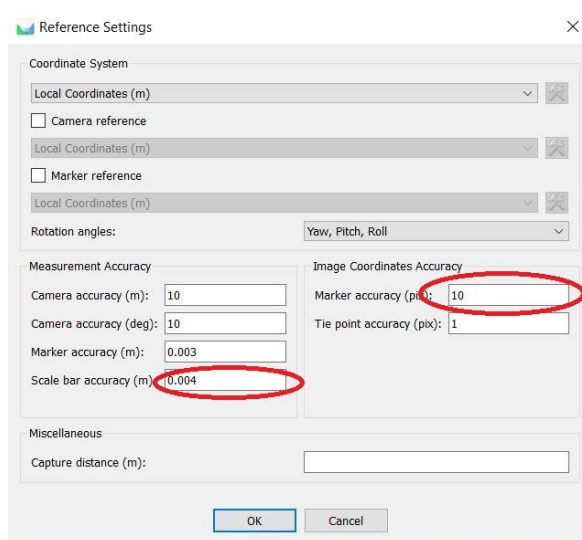 Reference Settings
Coordinate System
Local Coordinates (m)
Camera reference
Local Coordinates (m)
Marker reference
Local Coordinates (m)
Rotation angles: Yaw, Pitch, Roll
Measurement Accuracy
Camera accuracy (m): 10
Camera accuracy (deg): 10
Marker accuracy (m): 0.003
Scale bar accuracy (m) 0.004
Image Coordinates Accuracy
Marker accuracy (pix): 10
Tie point accuracy (pix): 1
Miscellaneous
Capture distance (m):
OK Cancel